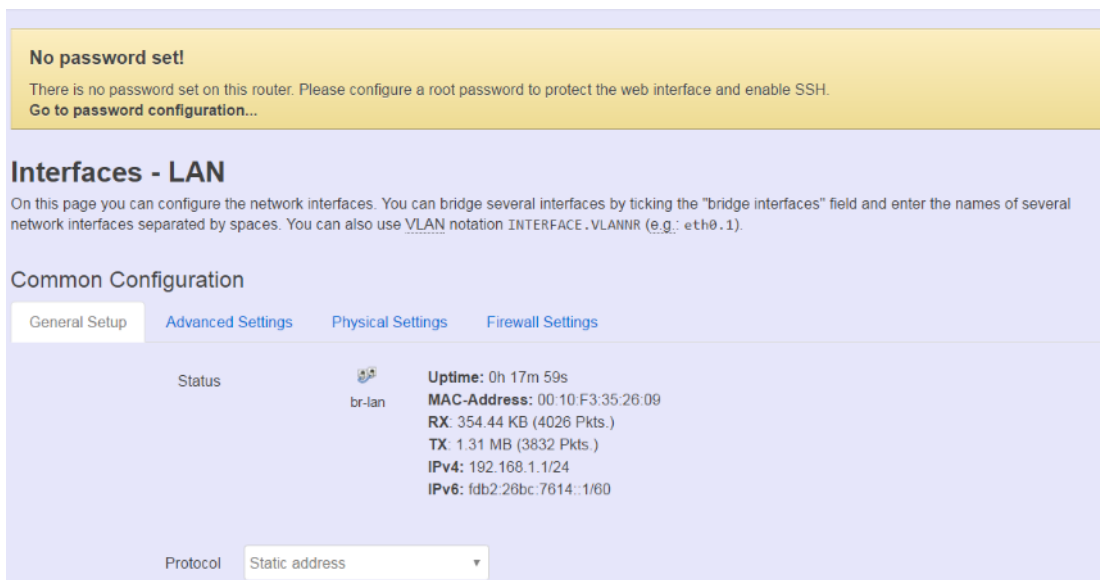 No password set!
There is no password set on this router. Please configure a root password to protect the web interface and enable SSH.
Go to password configuration...
Interfaces - LAN
On this page you can configure the network interfaces. You can bridge several interfaces by ticking the "bridge interfaces" field and enter the names of several
network interfaces separated by spaces. You can also use VLAN notation INTERFACE.VLANNR (e.g.: eth0.1).
Common Configuration
General Setup Advanced Settings Physical Settings Firewall Settings
Status
br-lan
Uptime: 0h 17m 59s
MAC-Address: 00:10:F3:35:26:09
RX: 354.44 KB (4026 Pkts.)
TX: 1.31 MB (3832 Pkts.)
IPv4: 192.168.1.1/24
IPv6: fdb2:26bc:7614::1/60
Protocol Static address